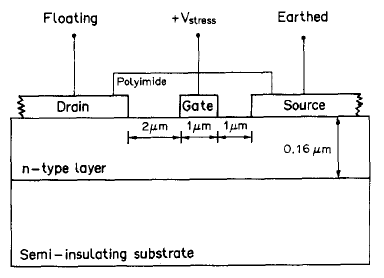 Floating +Vstress Earthed
Polyimide
Drain Gate Source
2μm 1μm 1μm
0.16 μm
n-type layer
Semi-insulating substrate